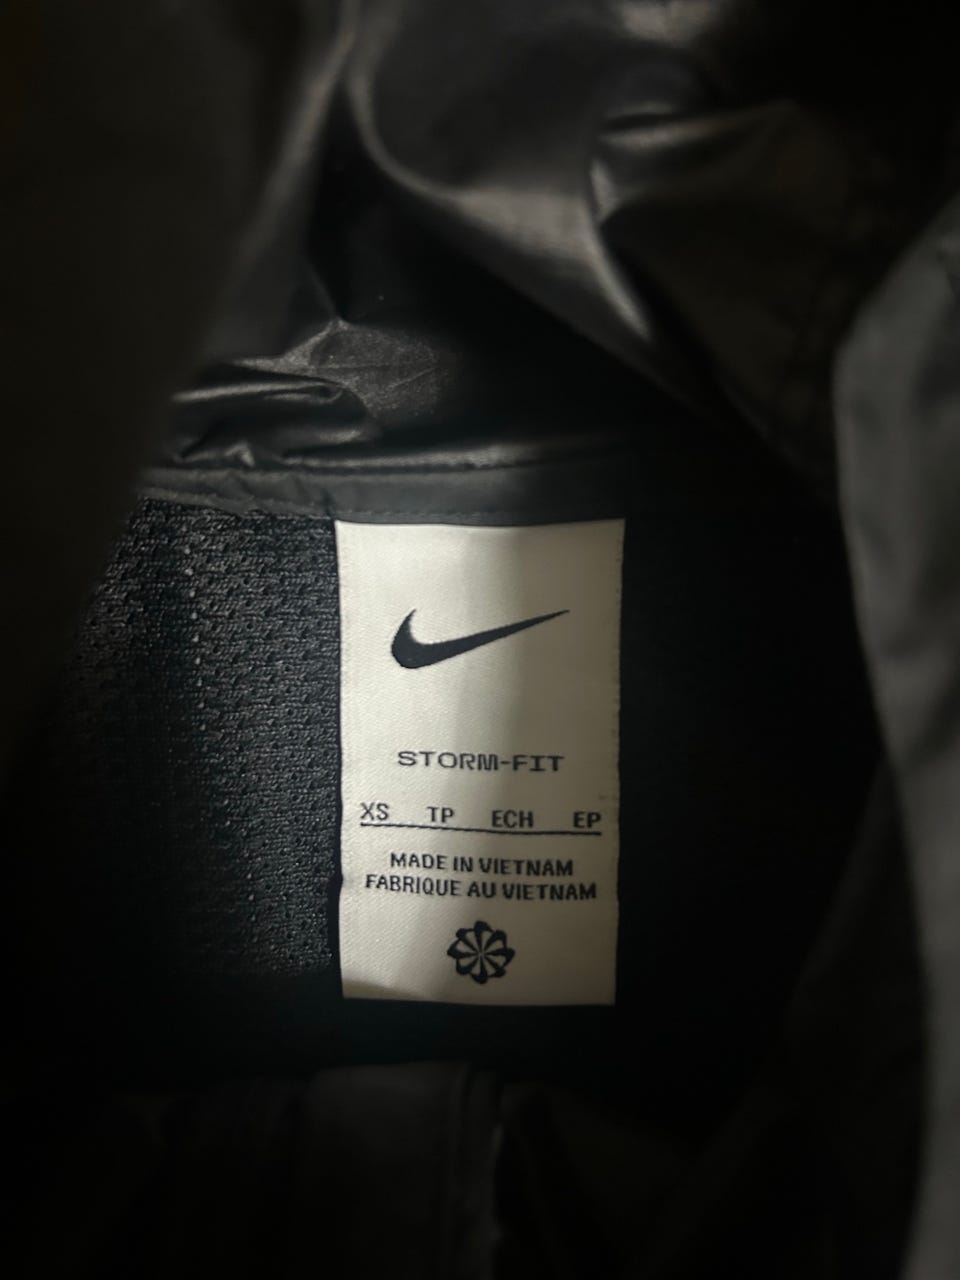 STORM-FIT
XS TP ECH EP
MADE IN VIETNAM
FABRIQUE AU VIETNAM